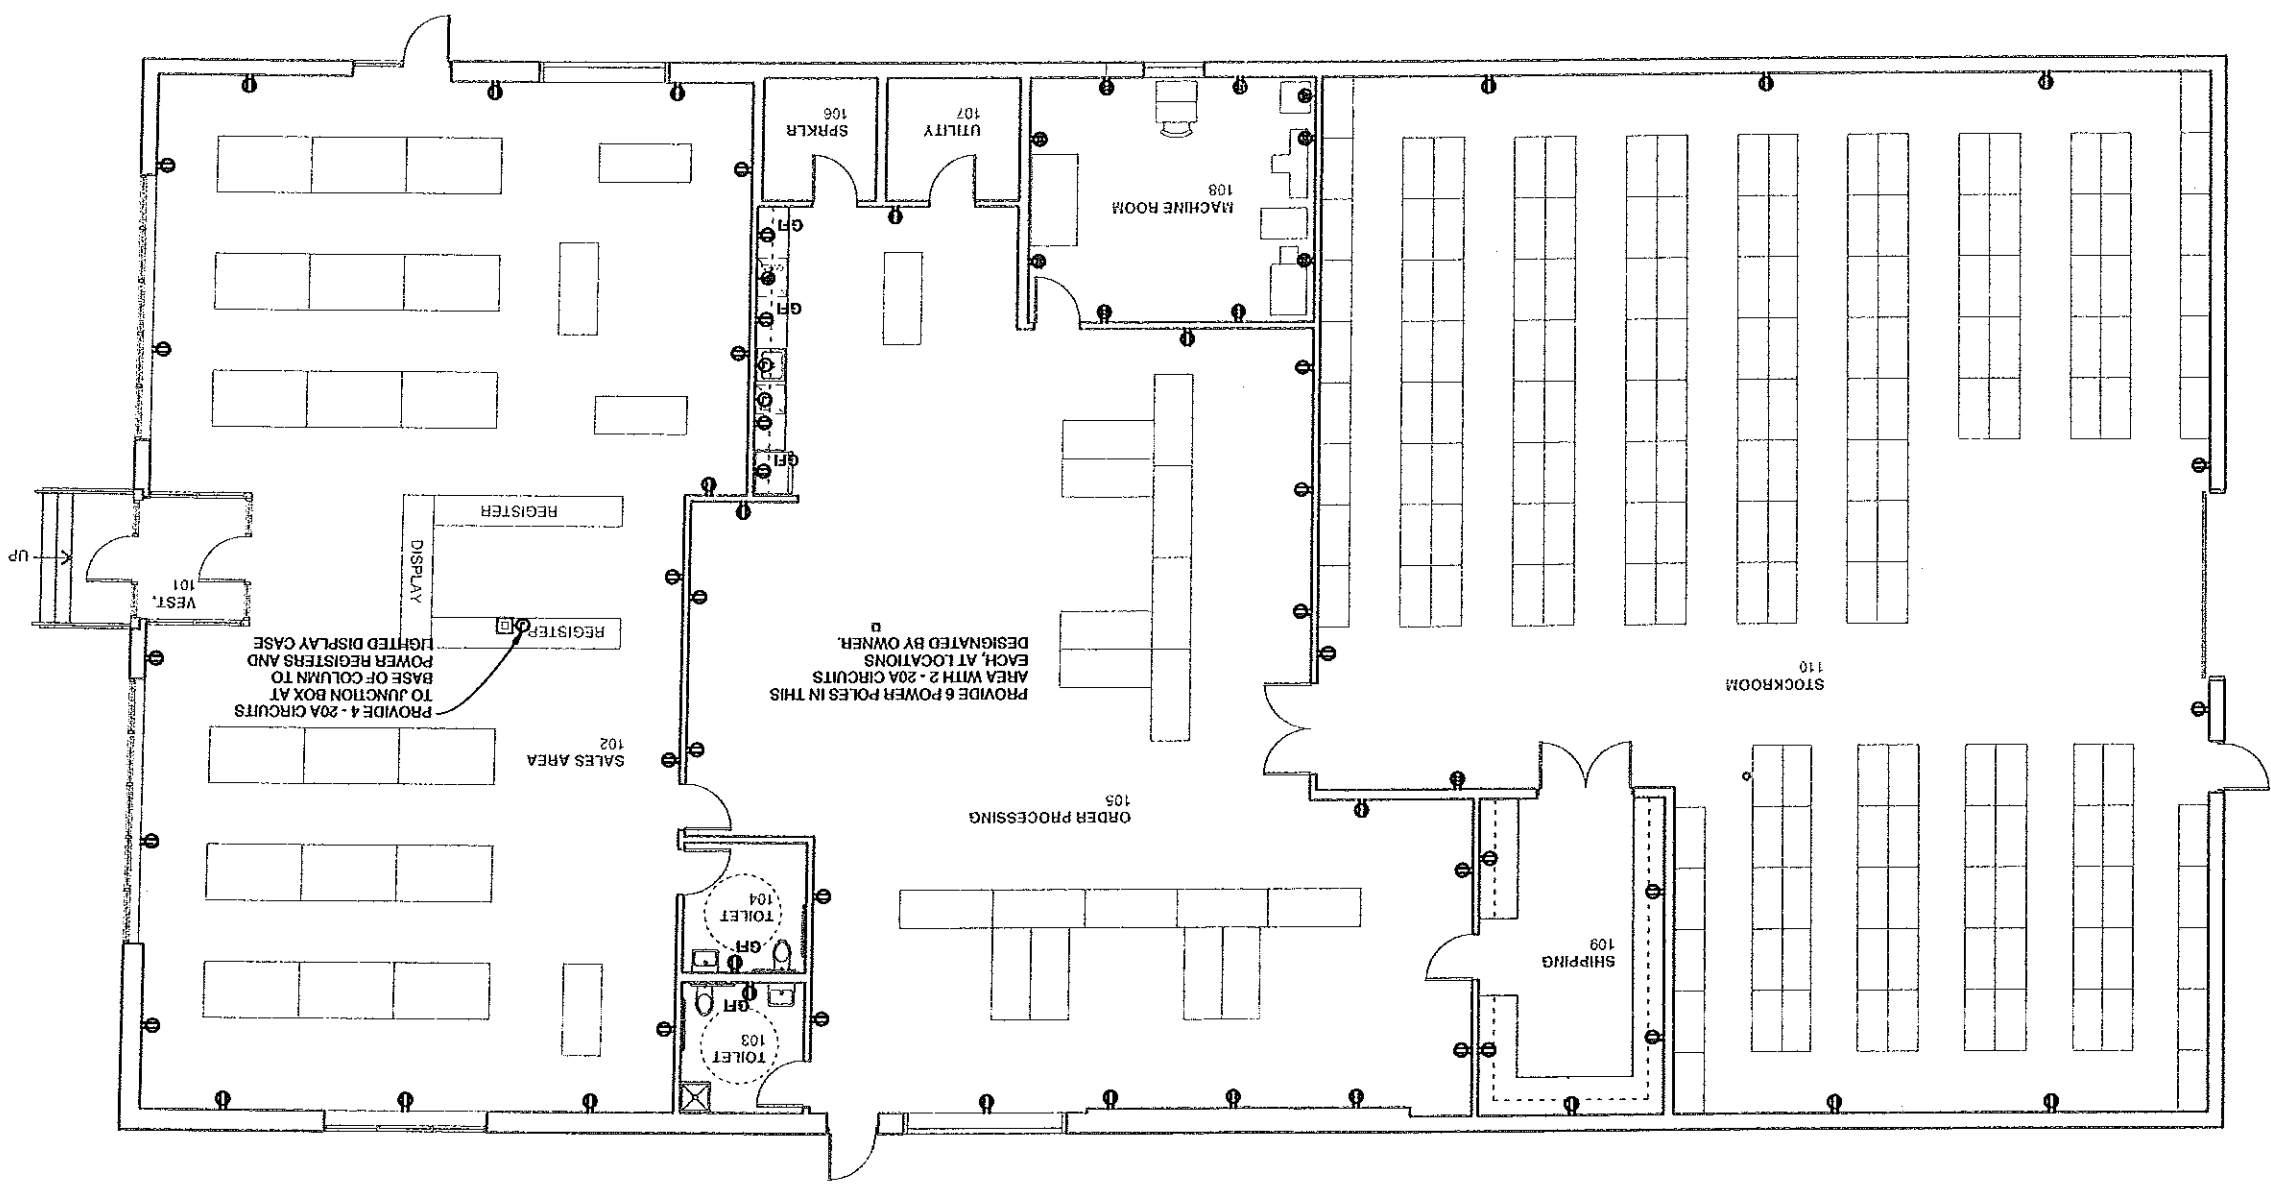 TOILET
103
GFI
SHIPPING
109
GFI
TOILET
104
ORDER PROCESSING
105
SALES AREA
102
STOCKROOM
110
PROVIDE 6 POWER POLES IN THIS
AREA WITH 2 - 20A CIRCUITS
EACH, AT LOCATIONS
DESIGNATED BY OWNER.
PROVIDE 4 - 20A CIRCUITS
TO JUNCTION BOX AT
BASE OF COLUMN TO
POWER REGISTERS AND
LIGHTED DISPLAY CASE
REGISTER
VEST.
101
DISPLAY
UP
REGISTER
GFI
GFI
GFI
MACHINE ROOM
108
UTILITY
107
SPRKLR
106